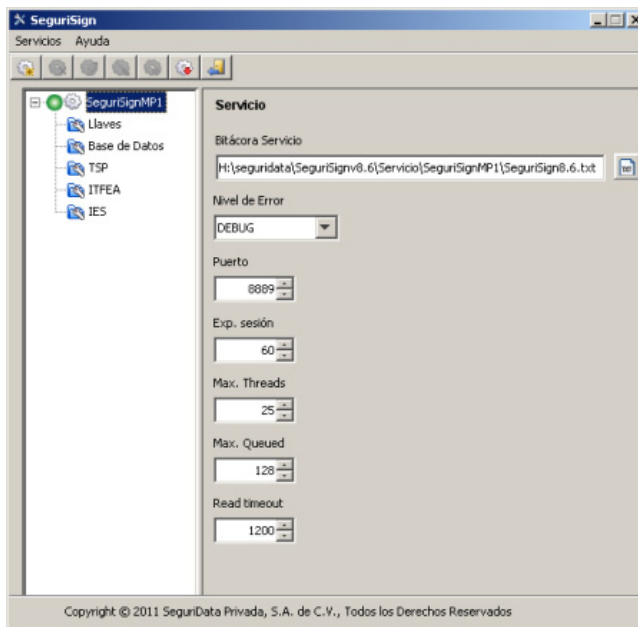 SeguriSign
Servicios Ayuda
SeguriSignMP1
Llaves
Base de Datos
TSP
ITFEA
IES
Servicio
Bitácora Servicio
H:\seguridata\SeguriSignv8.6\Servicio\SeguriSignMP1\SeguriSign8.6.txt
Nivel de Error
DEBUG
Puerto
8889
Exp. sesión
60
Max. Threads
25
Max. Queued
128
Read timeout
1200
Copyright © 2011 SeguriData Privada, S.A. de C.V., Todos los Derechos Reservados